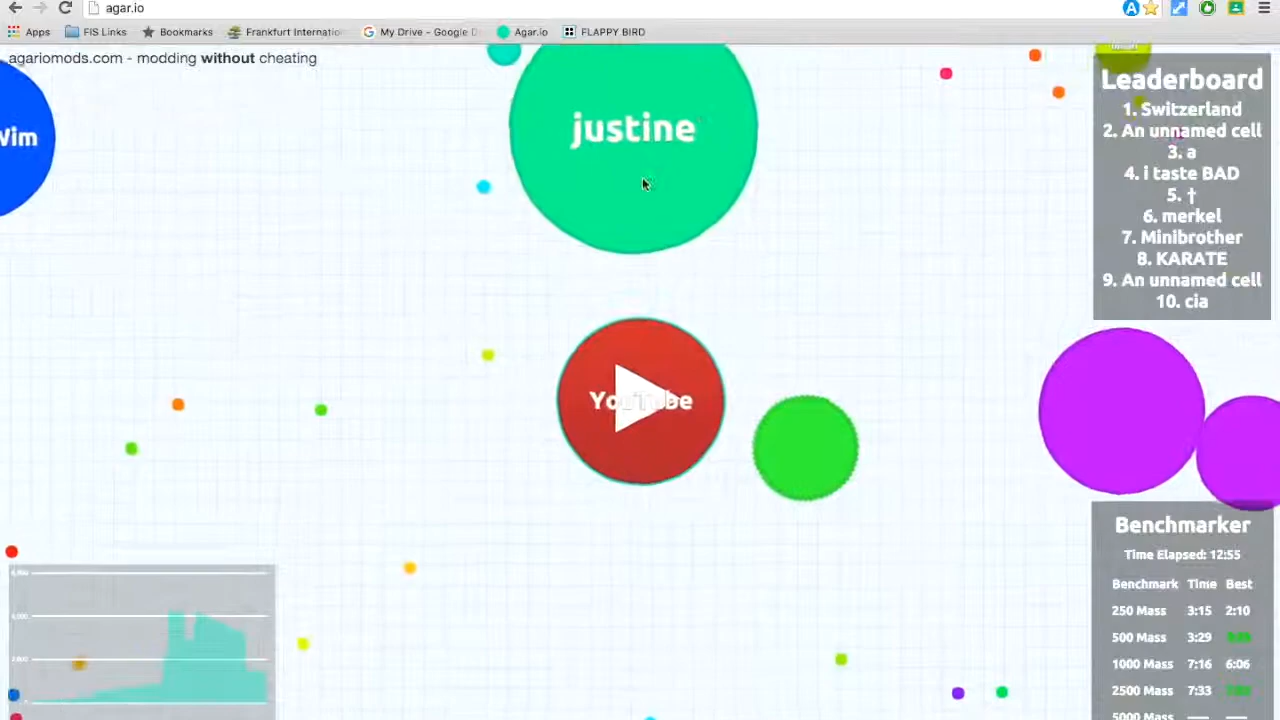 agar.io
Apps FIS Links Bookmarks Frankfurt Internatio My Drive - Google D Agar.io FLAPPY BIRD
agariomods.com - modding without cheating
Vim
justine
YouTube
Leaderboard
1. Switzerland
2. An unnamed cell
3. a
4. i taste BAD
5. †
6. merkel
7. Minibrother
8. KARATE
9. An unnamed cell
10. cia
Benchmarker
Time Elapsed: 12:55
Benchmark Time Best
250 Mass 3:15 2:10
500 Mass 3:29
1000 Mass 7:16 6:06
2500 Mass 7:33
5000 Mass